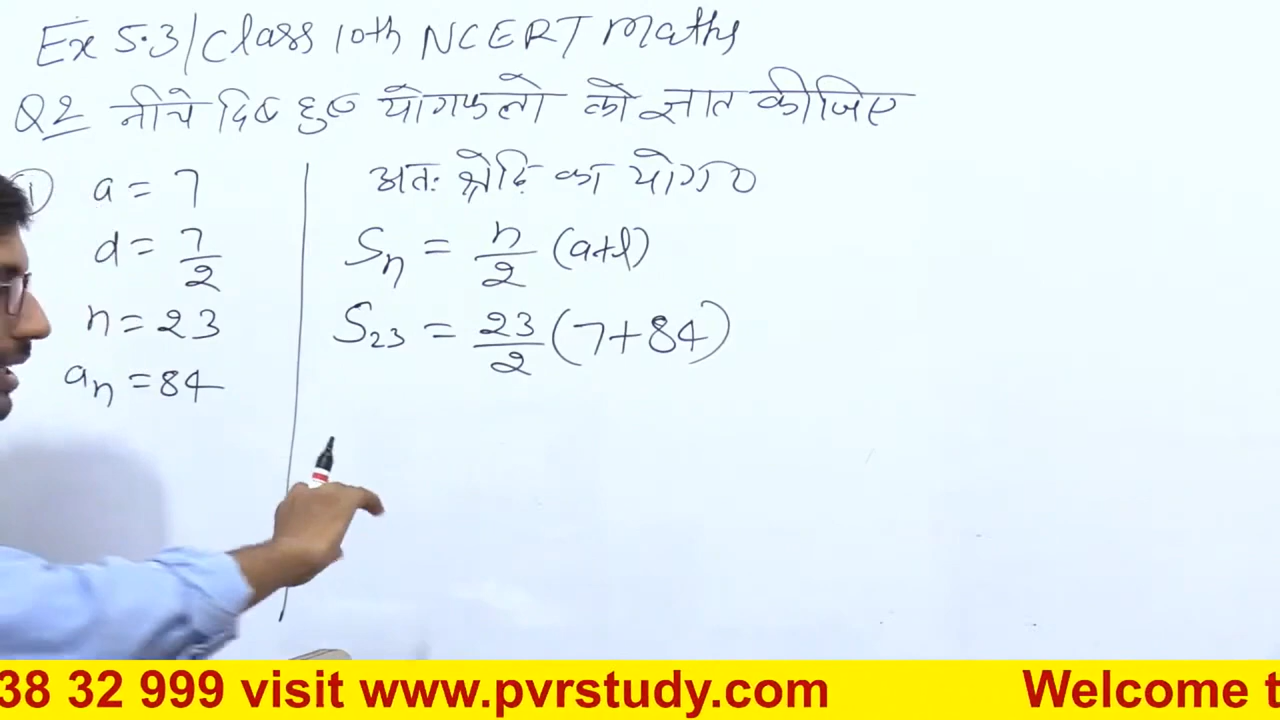 Ex 5.3/Class 10th NCERT Maths
Q2 नीचे दिए हुए योगफलो को ज्ञात कीजिए
① a = 7
d = 7/2
n = 23
an = 84
अतः श्रेढ़ि का योग
Sn = n/2 (a+l)
S23 = 23/2 (7+84)
38 32 999 visit www.pvrstudy.com
Welcome t